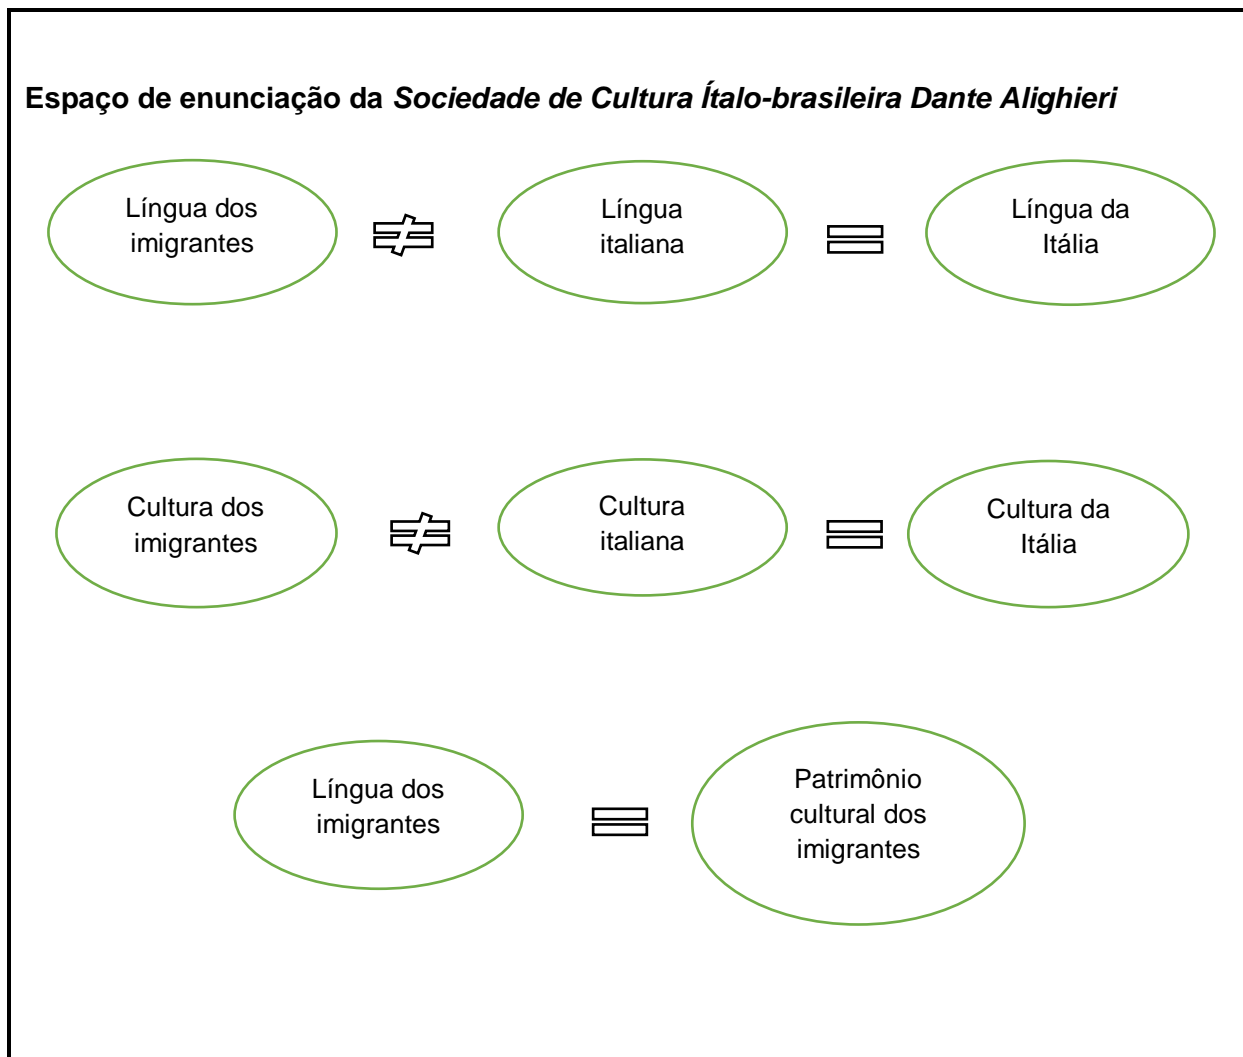 Espaço de enunciação da Sociedade de Cultura Ítalo-brasileira Dante Alighieri
Língua dos
imigrantes
≠
Língua
italiana
=
Língua da
Itália
Cultura dos
imigrantes
≠
Cultura
italiana
=
Cultura da
Itália
Língua dos
imigrantes
=
Patrimônio
cultural dos
imigrantes